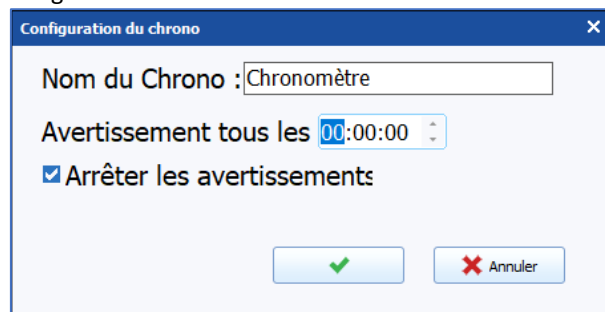 Configuration du chrono
Nom du Chrono : Chronomètre
Avertissement tous les 00:00:00
Arrêter les avertissements
Annuler